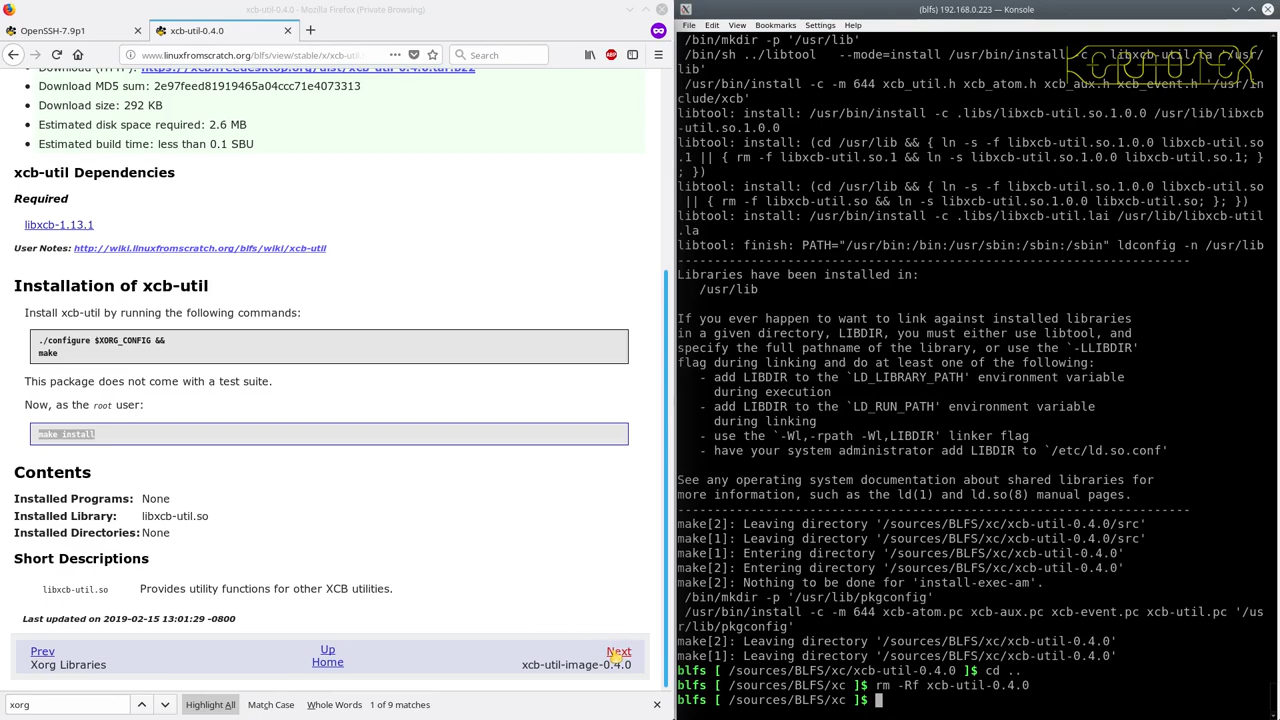 xcb-util-0.4.0 - Mozilla Firefox (Private Browsing)
OpenSSH-7.9p1
xcb-util-0.4.0
www.linuxfromscratch.org/blfs/view/stable/x/xcb-util.
Search
Download size: 292 KB
Download MD5 sum: 2e97feed81919465a04ccc71e4073313
Estimated disk space required: 2.6 MB
Estimated build time: less than 0.1 SBU
xcb-util Dependencies
Required
libxcb-1.13.1
User Notes: http://wiki.linuxfromscratch.org/blfs/wiki/xcb-util
Installation of xcb-util
Install xcb-util by running the following commands:
./configure $XORG_CONFIG &&
make
This package does not come with a test suite.
Now, as the root user:
make install
Contents
Installed Programs: None
Installed Library: libxcb-util.so
Installed Directories: None
Short Descriptions
libxcb-util.so Provides utility functions for other XCB utilities.
Last updated on 2019-02-15 13:01:29 -0800
Prev Up Next
Xorg Libraries Home xcb-util-image-0.4.0
xorg Highlight All Match Case Whole Words 1 of 9 matches
(blfs) 192.168.0.223 — Konsole
File Edit View Bookmarks Settings Help
/bin/mkdir -p '/usr/lib'
/bin/sh ../libtool --mode=install /usr/bin/install -c libxcb-util.la '/usr/
lib'
/usr/bin/install -c -m 644 xcb_util.h xcb_atom.h xcb_aux.h xcb_event.h '/usr/in
clude/xcb'
libtool: install: /usr/bin/install -c .libs/libxcb-util.so.1.0.0 /usr/lib/libxcb
-util.so.1.0.0
libtool: install: (cd /usr/lib && { ln -s -f libxcb-util.so.1.0.0 libxcb-util.so
.1 || { rm -f libxcb-util.so.1 && ln -s libxcb-util.so.1.0.0 libxcb-util.so.1; }
; })
libtool: install: (cd /usr/lib && { ln -s -f libxcb-util.so.1.0.0 libxcb-util.so
|| { rm -f libxcb-util.so && ln -s libxcb-util.so.1.0.0 libxcb-util.so; }; })
libtool: install: /usr/bin/install -c .libs/libxcb-util.lai /usr/lib/libxcb-util
.la
libtool: finish: PATH="/usr/bin:/bin:/usr/sbin:/sbin:/sbin" ldconfig -n /usr/lib
----------------------------------------------------------------------
Libraries have been installed in:
/usr/lib
If you ever happen to want to link against installed libraries
in a given directory, LIBDIR, you must either use libtool, and
specify the full pathname of the library, or use the `-LLIBDIR'
flag during linking and do at least one of the following:
- add LIBDIR to the `LD_LIBRARY_PATH' environment variable
during execution
- add LIBDIR to the `LD_RUN_PATH' environment variable
during linking
- use the `-Wl,-rpath -Wl,LIBDIR' linker flag
- have your system administrator add LIBDIR to `/etc/ld.so.conf'
See any operating system documentation about shared libraries for
more information, such as the ld(1) and ld.so(8) manual pages.
----------------------------------------------------------------------
make[2]: Leaving directory '/sources/BLFS/xc/xcb-util-0.4.0/src'
make[1]: Leaving directory '/sources/BLFS/xc/xcb-util-0.4.0/src'
make[1]: Entering directory '/sources/BLFS/xc/xcb-util-0.4.0'
make[2]: Entering directory '/sources/BLFS/xc/xcb-util-0.4.0'
make[2]: Nothing to be done for 'install-exec-am'.
/bin/mkdir -p '/usr/lib/pkgconfig'
/usr/bin/install -c -m 644 xcb-atom.pc xcb-aux.pc xcb-event.pc xcb-util.pc '/us
r/lib/pkgconfig'
make[2]: Leaving directory '/sources/BLFS/xc/xcb-util-0.4.0'
make[1]: Leaving directory '/sources/BLFS/xc/xcb-util-0.4.0'
blfs [ /sources/BLFS/xc/xcb-util-0.4.0 ]$ cd ..
blfs [ /sources/BLFS/xc ]$ rm -Rf xcb-util-0.4.0
blfs [ /sources/BLFS/xc ]$